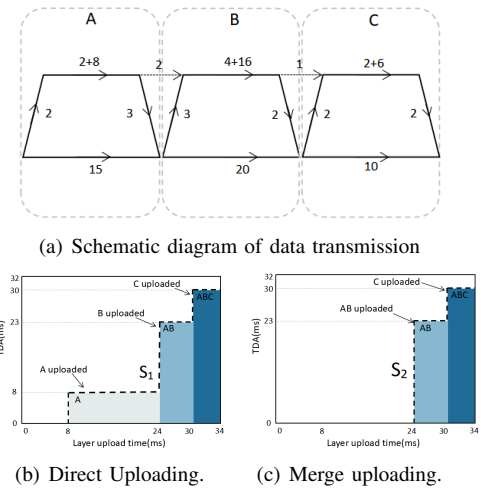 A B C
2+8 2 4+16 1 2+6
2 3 3 2 2
15 20 10
(a) Schematic diagram of data transmission
32
30
23
8
0
TDA(ms)
C uploaded
ABC
B uploaded
AB
A uploaded
S1
A
0 8 24 30 34
Layer upload time(ms)
(b) Direct Uploading.
32
30
23
0
TDA(ms)
C uploaded
ABC
AB uploaded
AB
S2
0 8 24 30 34
Layer upload time(ms)
(c) Merge uploading.